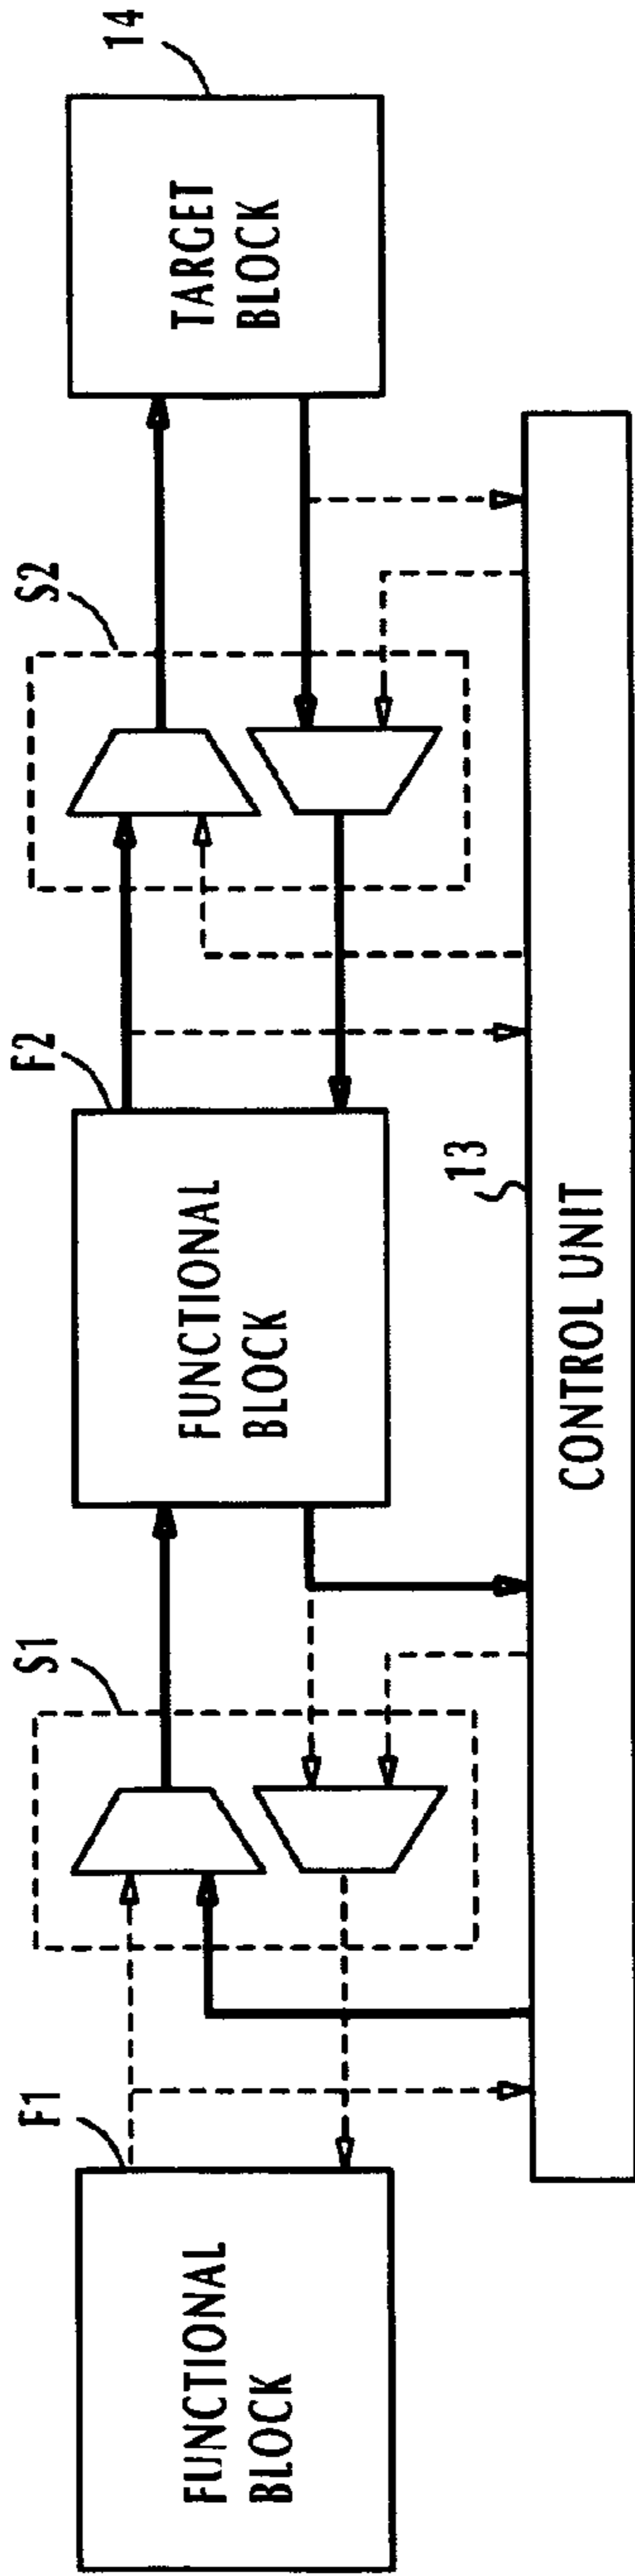 F1
FUNCTIONAL
BLOCK
S1
F2
FUNCTIONAL
BLOCK
S2
14
TARGET
BLOCK
13
CONTROL UNIT